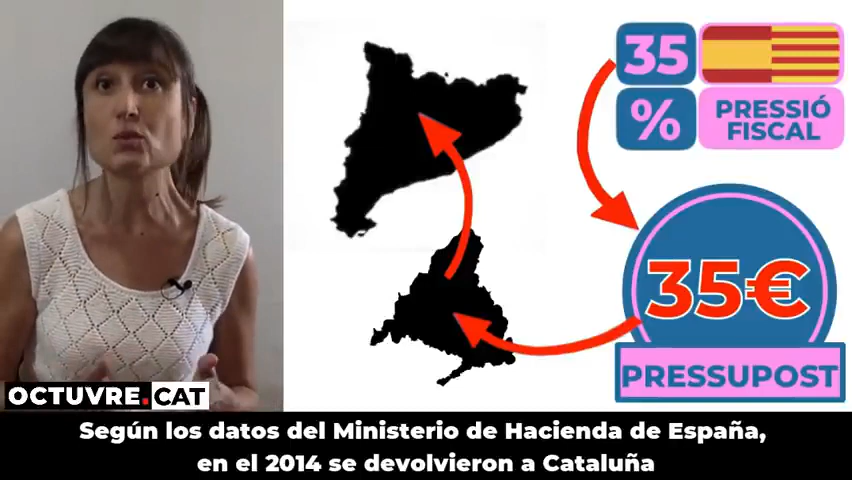 35
%
PRESSIÓ
FISCAL
35€
PRESSUPOST
OCTUVRE.CAT
Según los datos del Ministerio de Hacienda de España,
en el 2014 se devolvieron a Cataluña